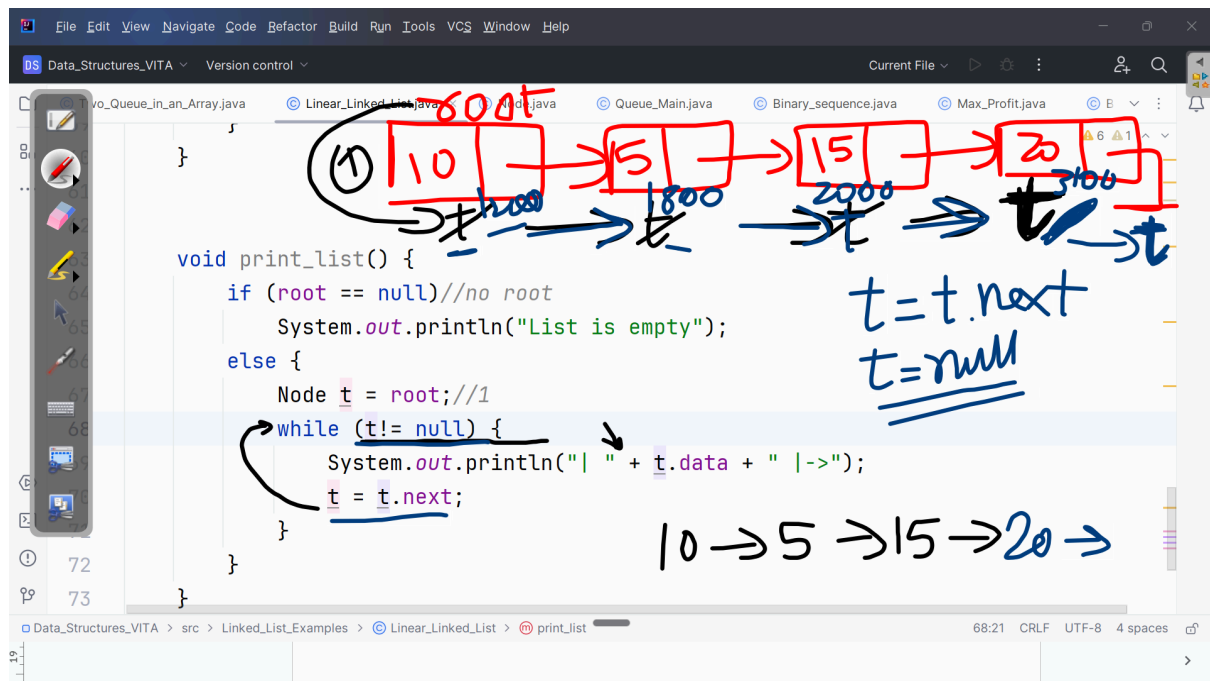 File Edit View Navigate Code Refactor Build Run Tools VCS Window Help
DS Data_Structures_VITA Version control Current File
Two_Queue_in_an_Array.java Linear_Linked_List.java Node.java Queue_Main.java Binary_sequence.java Max_Profit.java B
root
}
6 1
}
1 10 5 15 20
t 1200 t 1800 t 2000 t 3100 t
void print_list() {
if (root == null)//no root
System.out.println("List is empty");
else {
Node t = root;//1
while (t!= null) {
System.out.println("| " + t.data + " |->");
t = t.next;
}
72 }
73 }
t=t.next
t=null
10→5→15→20→
Data_Structures_VITA > src > Linked_List_Examples > Linear_Linked_List > print_list 68:21 CRLF UTF-8 4 spaces
19